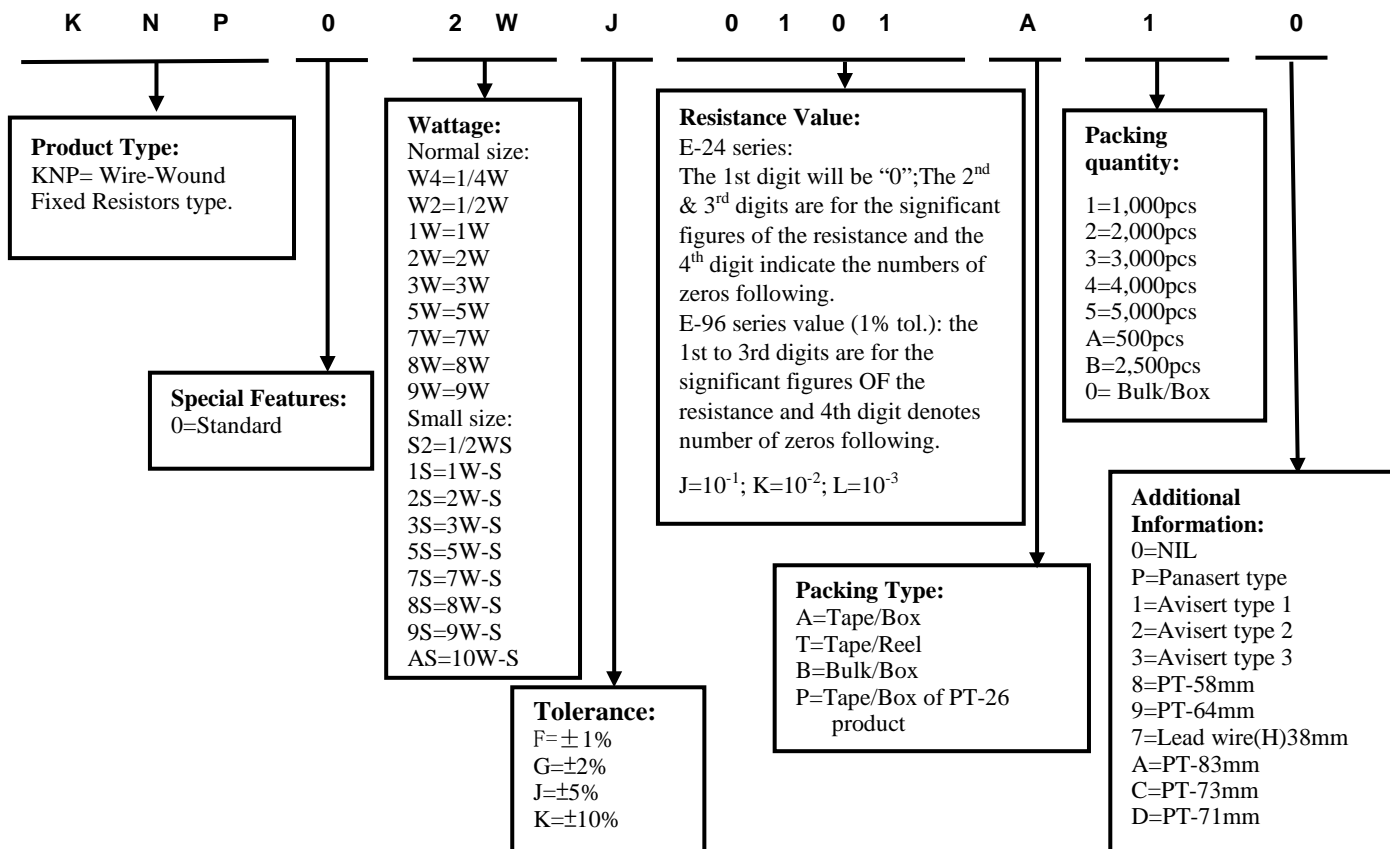 K N P 0 2 W J 0 1 0 1 A 1 0
Product Type:
KNP= Wire-Wound
Fixed Resistors type.
Special Features:
0=Standard
Wattage:
Normal size:
W4=1/4W
W2=1/2W
1W=1W
2W=2W
3W=3W
5W=5W
7W=7W
8W=8W
9W=9W
Small size:
S2=1/2WS
1S=1W-S
2S=2W-S
3S=3W-S
5S=5W-S
7S=7W-S
8S=8W-S
9S=9W-S
AS=10W-S
Tolerance:
F=±1%
G=±2%
J=±5%
K=±10%
Resistance Value:
E-24 series:
The 1st digit will be “0”;The 2nd
& 3rd digits are for the significant
figures of the resistance and the
4th digit indicate the numbers of
zeros following.
E-96 series value (1% tol.): the
1st to 3rd digits are for the
significant figures OF the
resistance and 4th digit denotes
number of zeros following.
J=10-1; K=10-2; L=10-3
Packing Type:
A=Tape/Box
T=Tape/Reel
B=Bulk/Box
P=Tape/Box of PT-26
product
Packing
quantity:
1=1,000pcs
2=2,000pcs
3=3,000pcs
4=4,000pcs
5=5,000pcs
A=500pcs
B=2,500pcs
0= Bulk/Box
Additional
Information:
0=NIL
P=Panasert type
1=Avisert type 1
2=Avisert type 2
3=Avisert type 3
8=PT-58mm
9=PT-64mm
7=Lead wire(H)38mm
A=PT-83mm
C=PT-73mm
D=PT-71mm